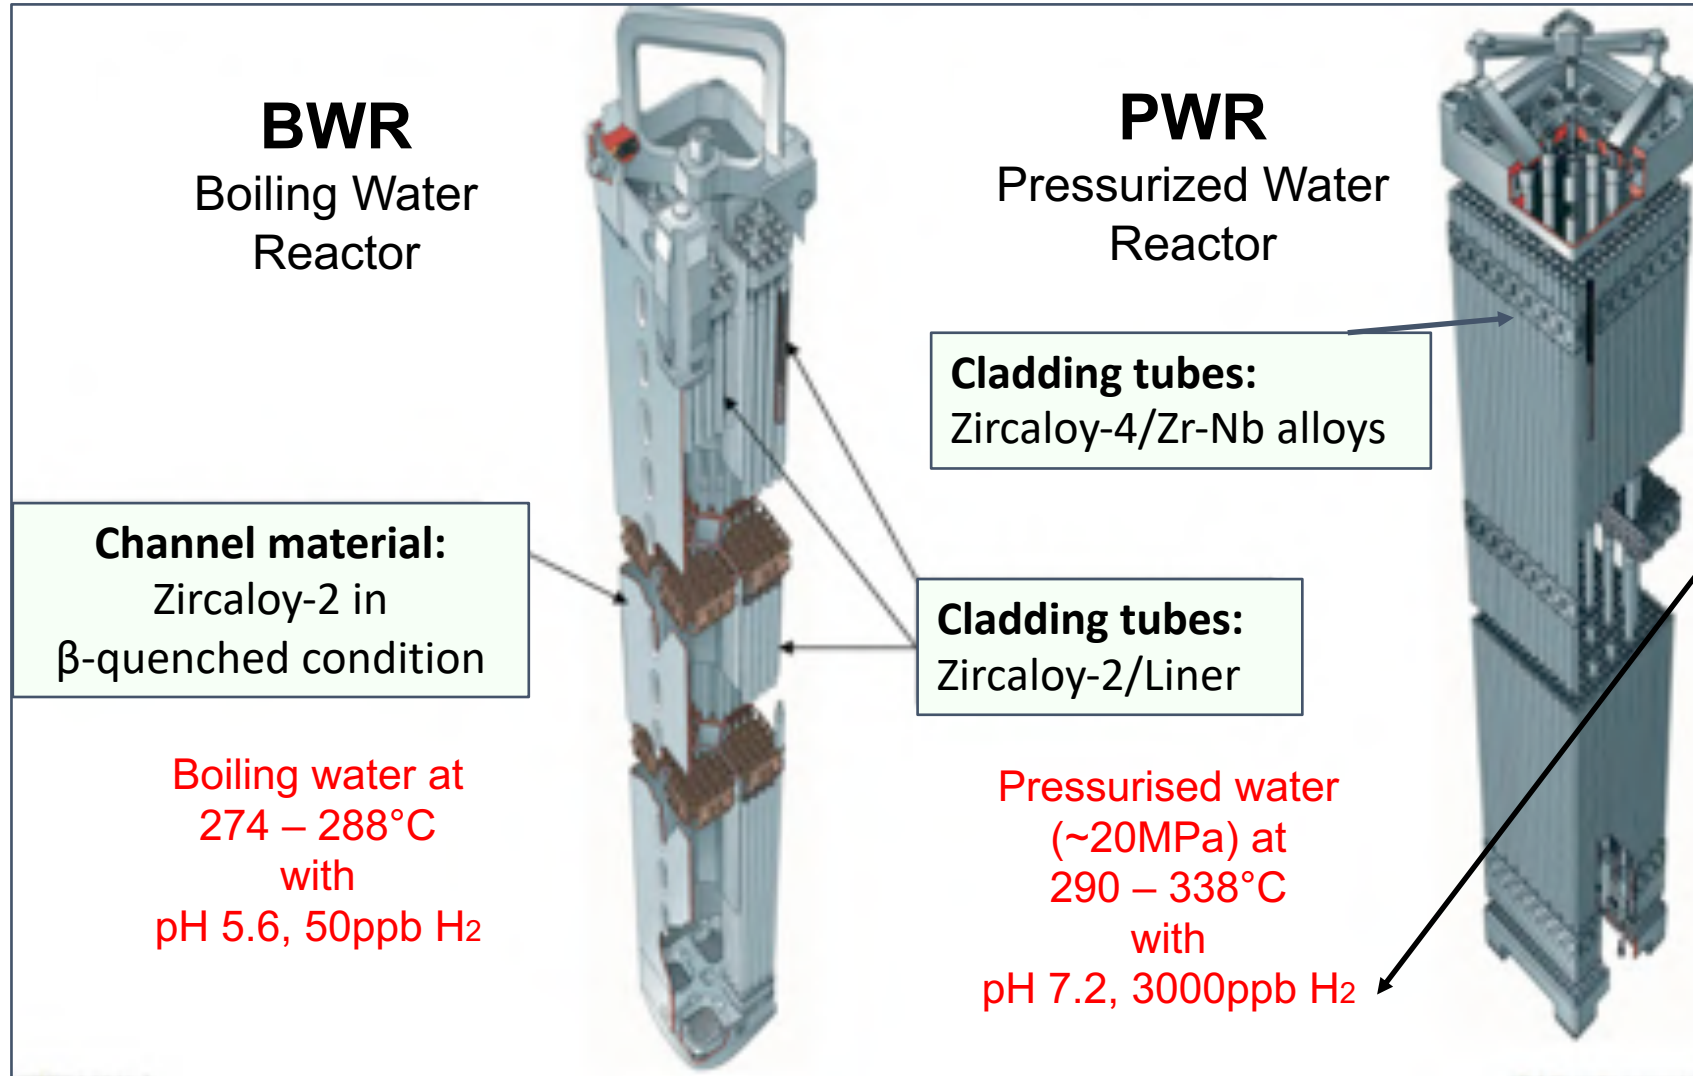 BWR
Boiling Water
Reactor
PWR
Pressurized Water
Reactor
Cladding tubes:
Zircaloy-4/Zr-Nb alloys
Channel material:
Zircaloy-2 in
β-quenched condition
Cladding tubes:
Zircaloy-2/Liner
Boiling water at
274 – 288°C
with
pH 5.6, 50ppb H2
Pressurised water
(~20MPa) at
290 – 338°C
with
pH 7.2, 3000ppb H2